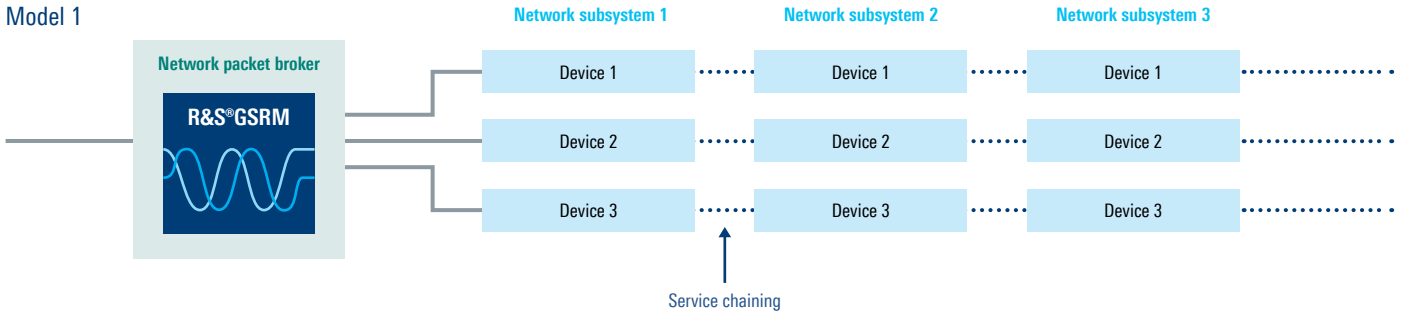 Model 1
Network subsystem 1
Network subsystem 2
Network subsystem 3
Network packet broker
R&S®GSRM
Device 1
Device 1
Device 1
Device 2
Device 2
Device 2
Device 3
Device 3
Device 3
Service chaining